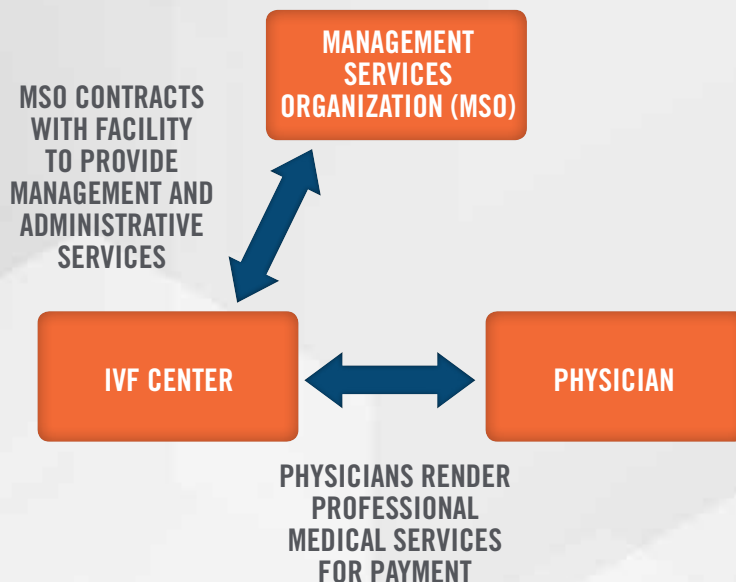 MANAGEMENT
SERVICES
ORGANIZATION (MSO)
MSO CONTRACTS
WITH FACILITY
TO PROVIDE
MANAGEMENT AND
ADMINISTRATIVE
SERVICES
IVF CENTER
PHYSICIAN
PHYSICIANS RENDER
PROFESSIONAL
MEDICAL SERVICES
FOR PAYMENT